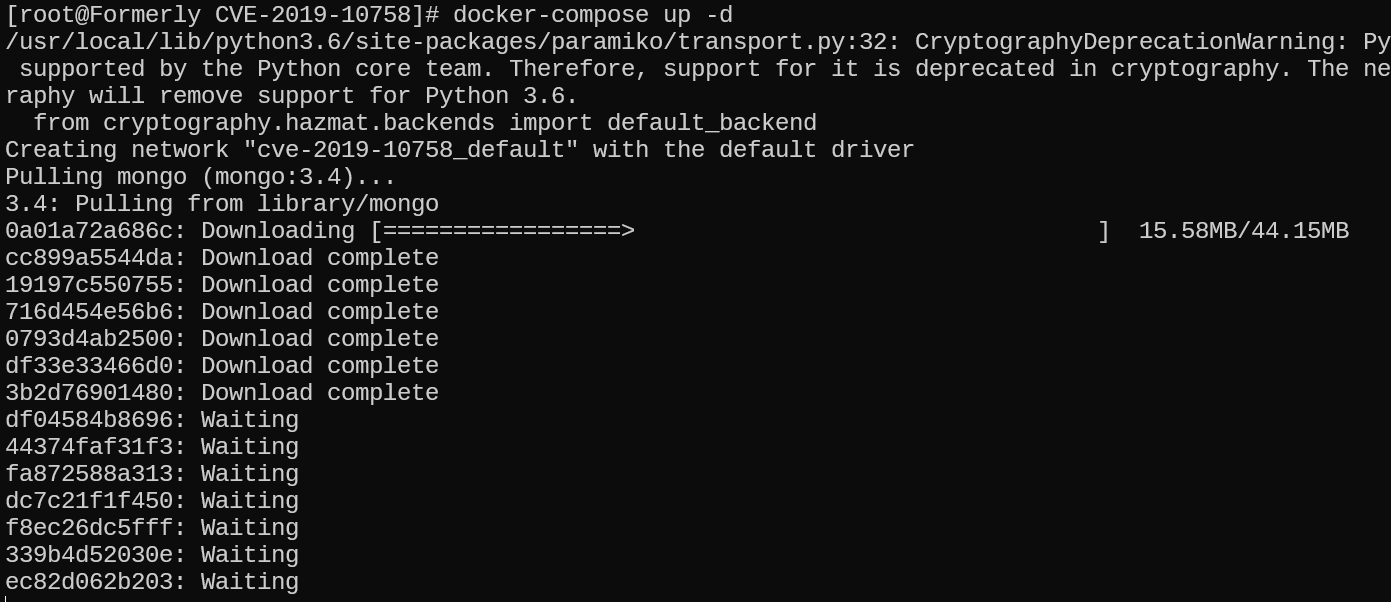 [root@Formerly CVE-2019-10758]# docker-compose up -d
/usr/local/lib/python3.6/site-packages/paramiko/transport.py:32: CryptographyDeprecationWarning: Py
 supported by the Python core team. Therefore, support for it is deprecated in cryptography. The ne
raphy will remove support for Python 3.6.
  from cryptography.hazmat.backends import default_backend
Creating network "cve-2019-10758_default" with the default driver
Pulling mongo (mongo:3.4)...
3.4: Pulling from library/mongo
0a01a72a686c: Downloading [=================>                                 ]  15.58MB/44.15MB
cc899a5544da: Download complete
19197c550755: Download complete
716d454e56b6: Download complete
0793d4ab2500: Download complete
df33e33466d0: Download complete
3b2d76901480: Download complete
df04584b8696: Waiting
44374faf31f3: Waiting
fa872588a313: Waiting
dc7c21f1f450: Waiting
f8ec26dc5fff: Waiting
339b4d52030e: Waiting
ec82d062b203: Waiting